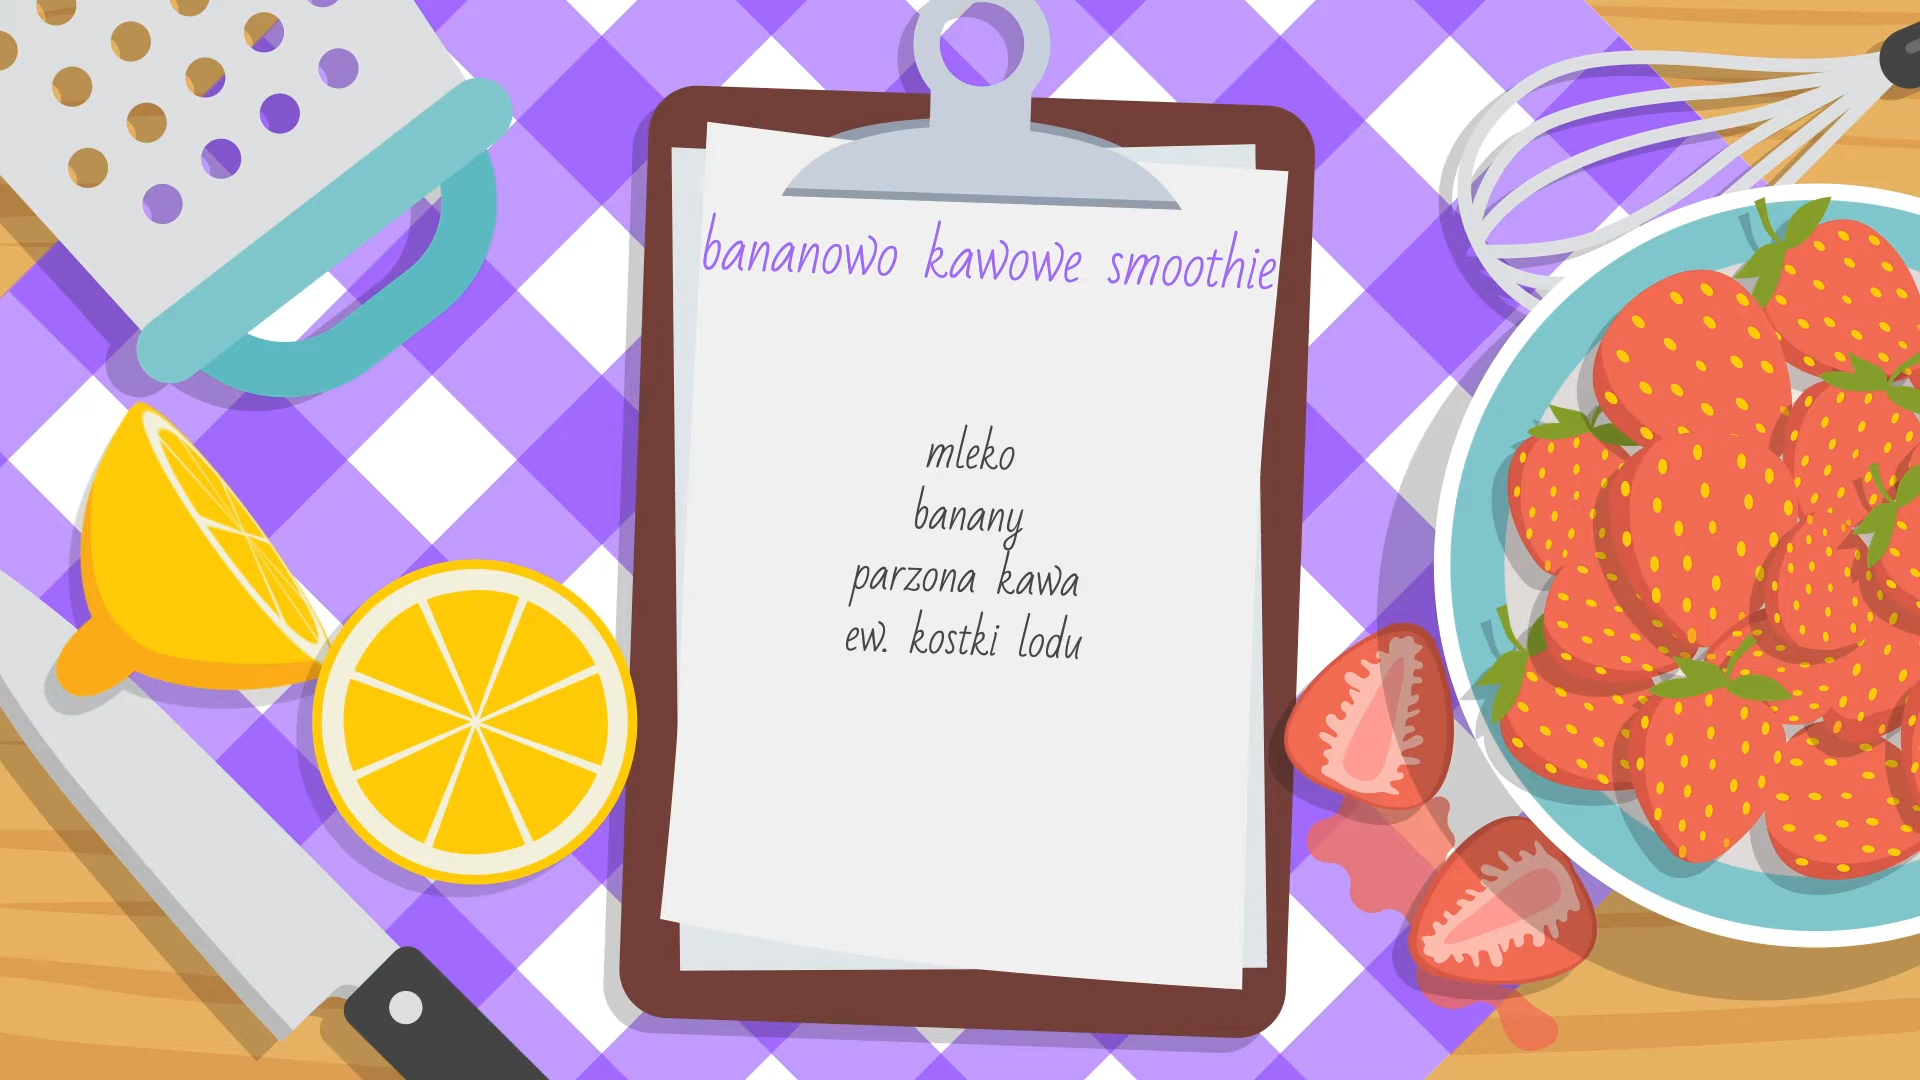 bananowo kawowe smoothie
mleko
banany
parzona kawa
ew. kostki lodu